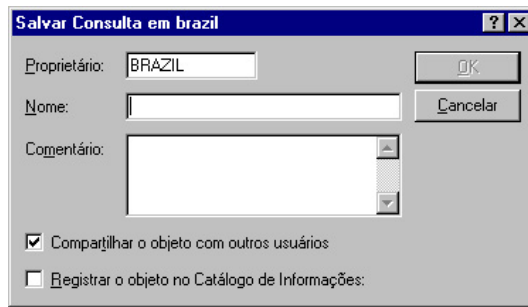 Salvar Consulta em brazil
Proprietário: BRAZIL OK
Nome: Cancelar
Comentário:
Compartilhar o objeto com outros usuários
Registrar o objeto no Catálogo de Informações: